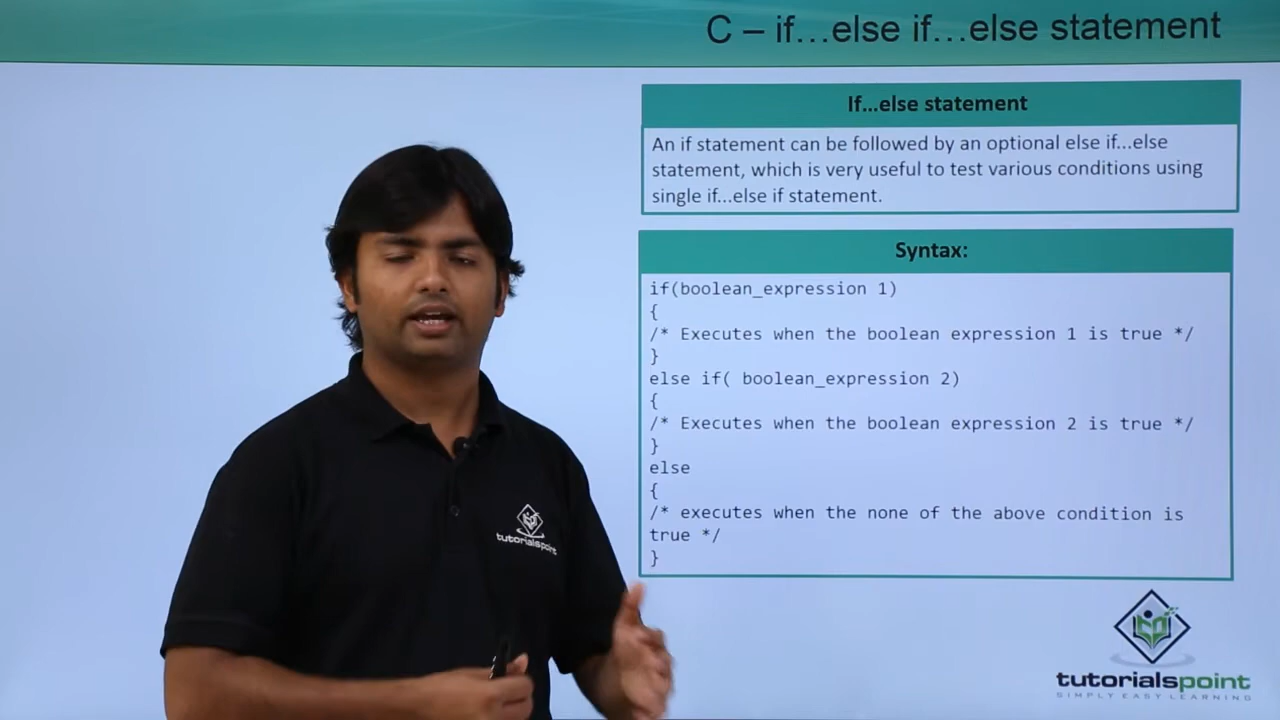 C – if...else if...else statement
If...else statement
An if statement can be followed by an optional else if...else
statement, which is very useful to test various conditions using
single if...else if statement.
Syntax:
if(boolean_expression 1)
{
/* Executes when the boolean expression 1 is true */
}
else if( boolean_expression 2)
{
/* Executes when the boolean expression 2 is true */
}
else
{
/* executes when the none of the above condition is
true */
}
tutorialspoint
tutorialspoint
SIMPLY EASY LEARNING